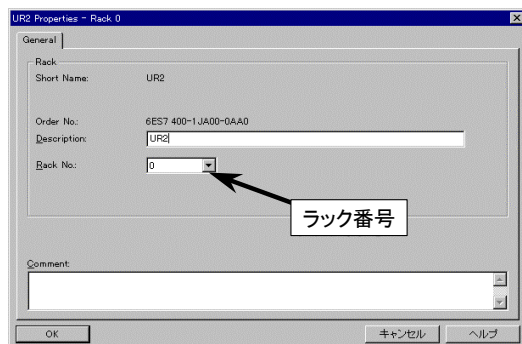 UR2 Properties - Rack 0
General
Rack
Short Name: UR2
Order No.: 6ES7 400-1JA00-0AA0
Description: UR2
Rack No.: 0
ラック番号
Comment:
OK キャンセル ヘルプ